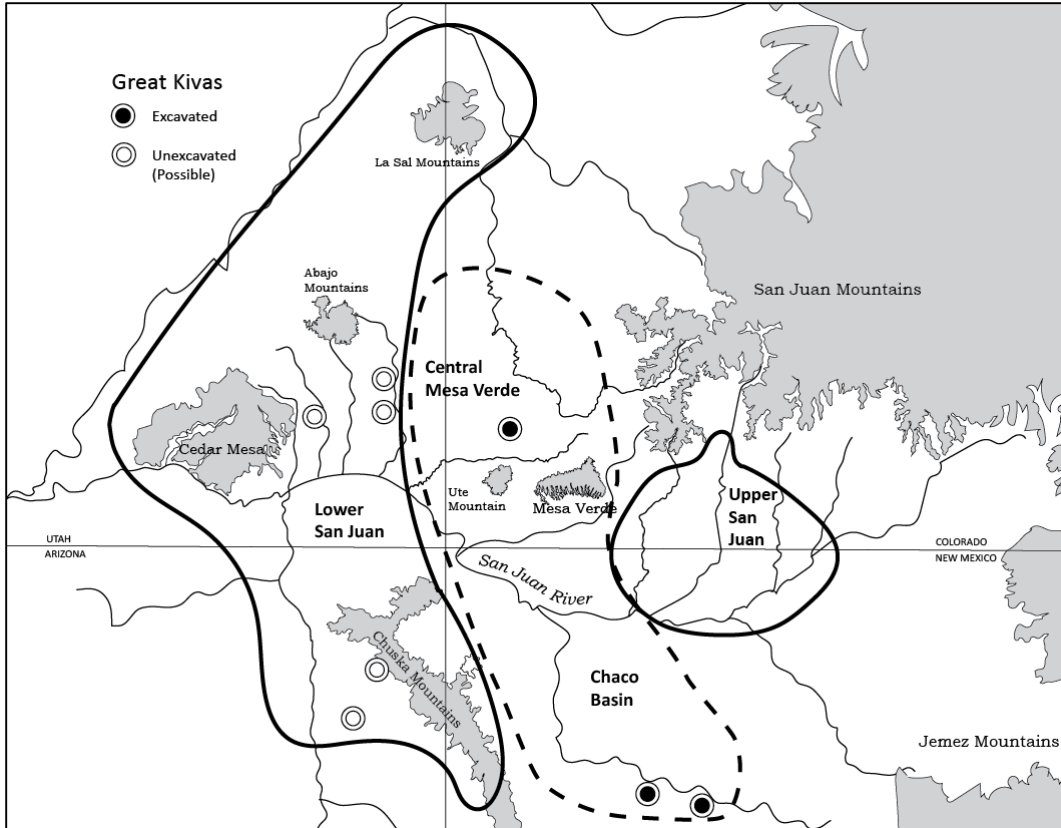 Great Kivas
Excavated
Unexcavated
(Possible)
La Sal Mountains
Abajo
Mountains
San Juan Mountains
Central
Mesa Verde
Cedar Mesa
Ute
Mountain
Mesa Verde
Upper
San
Juan
Lower
San Juan
UTAH
ARIZONA
COLORADO
NEW MEXICO
San Juan River
Chuska Mountains
Chaco
Basin
Jemez Mountains